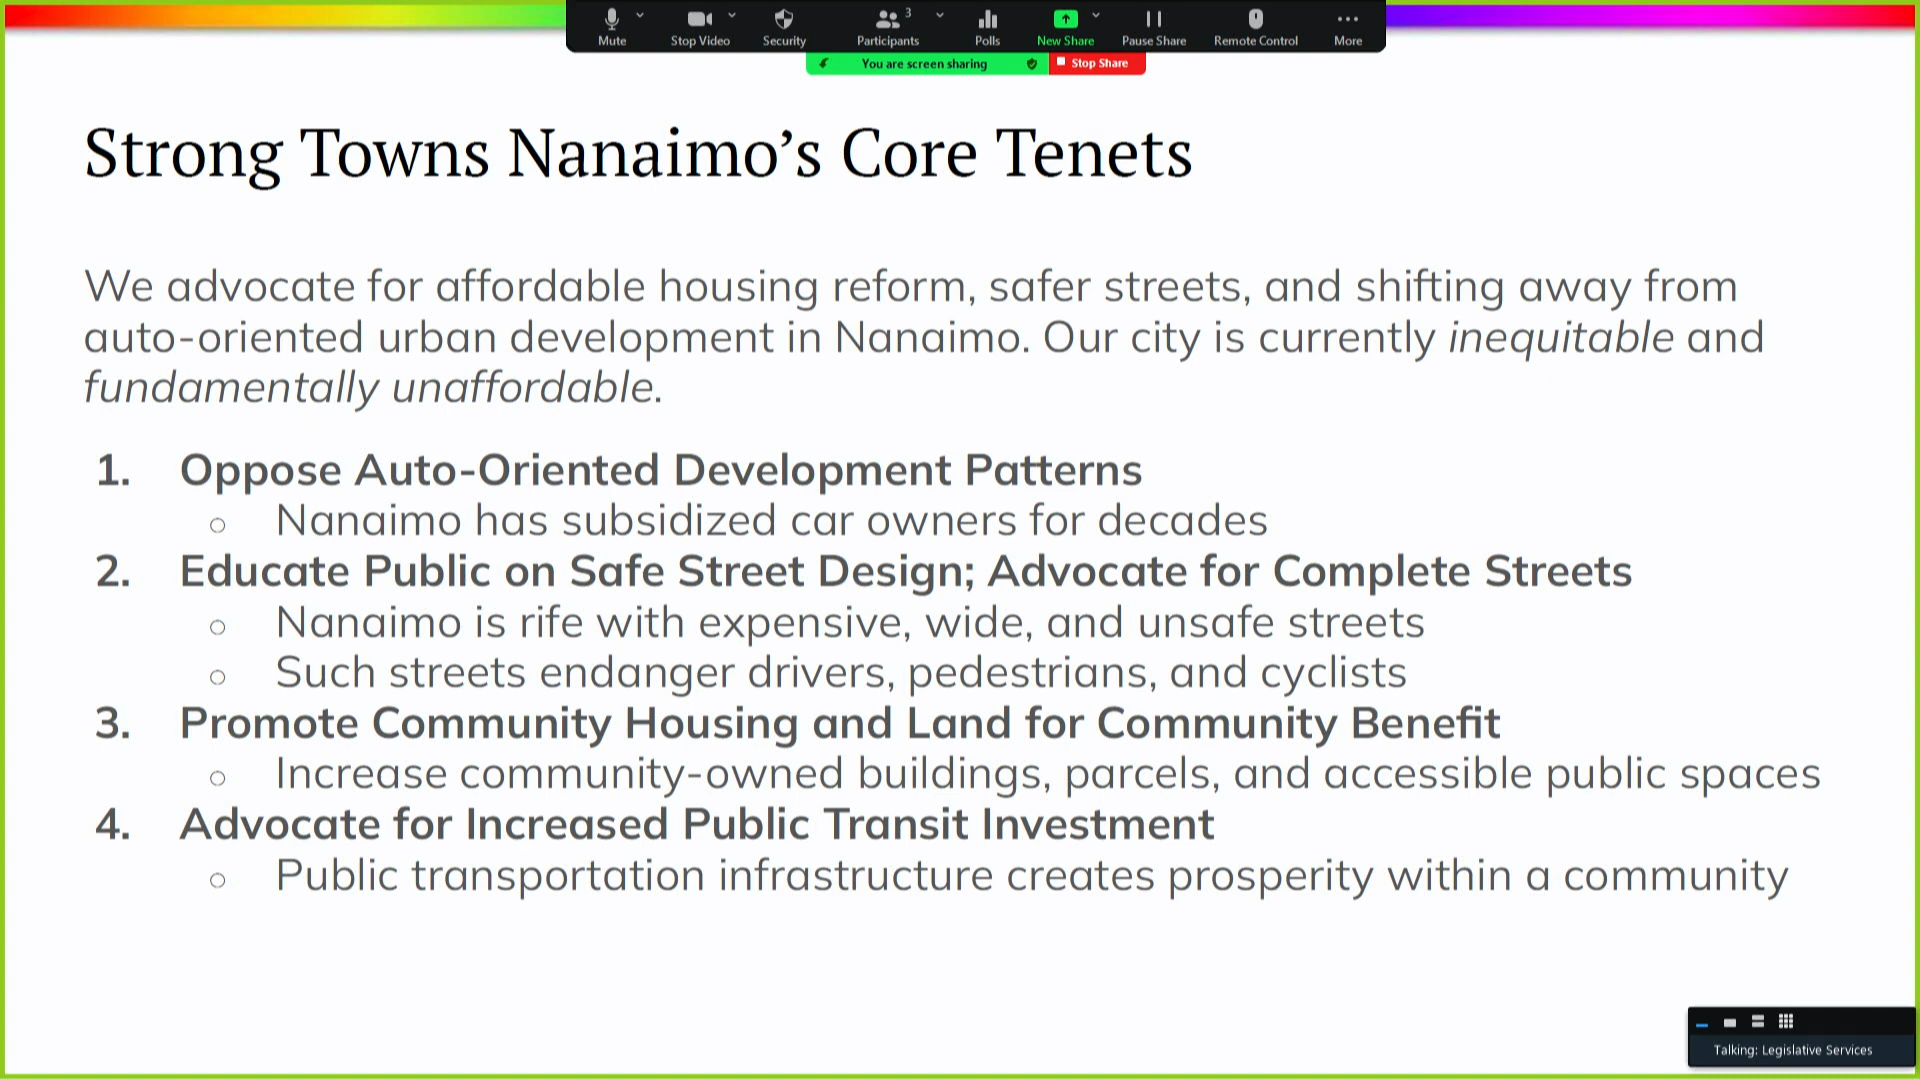 Mute
Stop Video
Security
3
Participants
Polls
New Share
Pause Share
Remote Control
More
You are screen sharing
Stop Share
Strong Towns Nanaimo’s Core Tenets
We advocate for affordable housing reform, safer streets, and shifting away from
auto-oriented urban development in Nanaimo. Our city is currently inequitable and
fundamentally unaffordable.
1. Oppose Auto-Oriented Development Patterns
○ Nanaimo has subsidized car owners for decades
2. Educate Public on Safe Street Design; Advocate for Complete Streets
○ Nanaimo is rife with expensive, wide, and unsafe streets
○ Such streets endanger drivers, pedestrians, and cyclists
3. Promote Community Housing and Land for Community Benefit
○ Increase community-owned buildings, parcels, and accessible public spaces
4. Advocate for Increased Public Transit Investment
○ Public transportation infrastructure creates prosperity within a community
Talking: Legislative Services